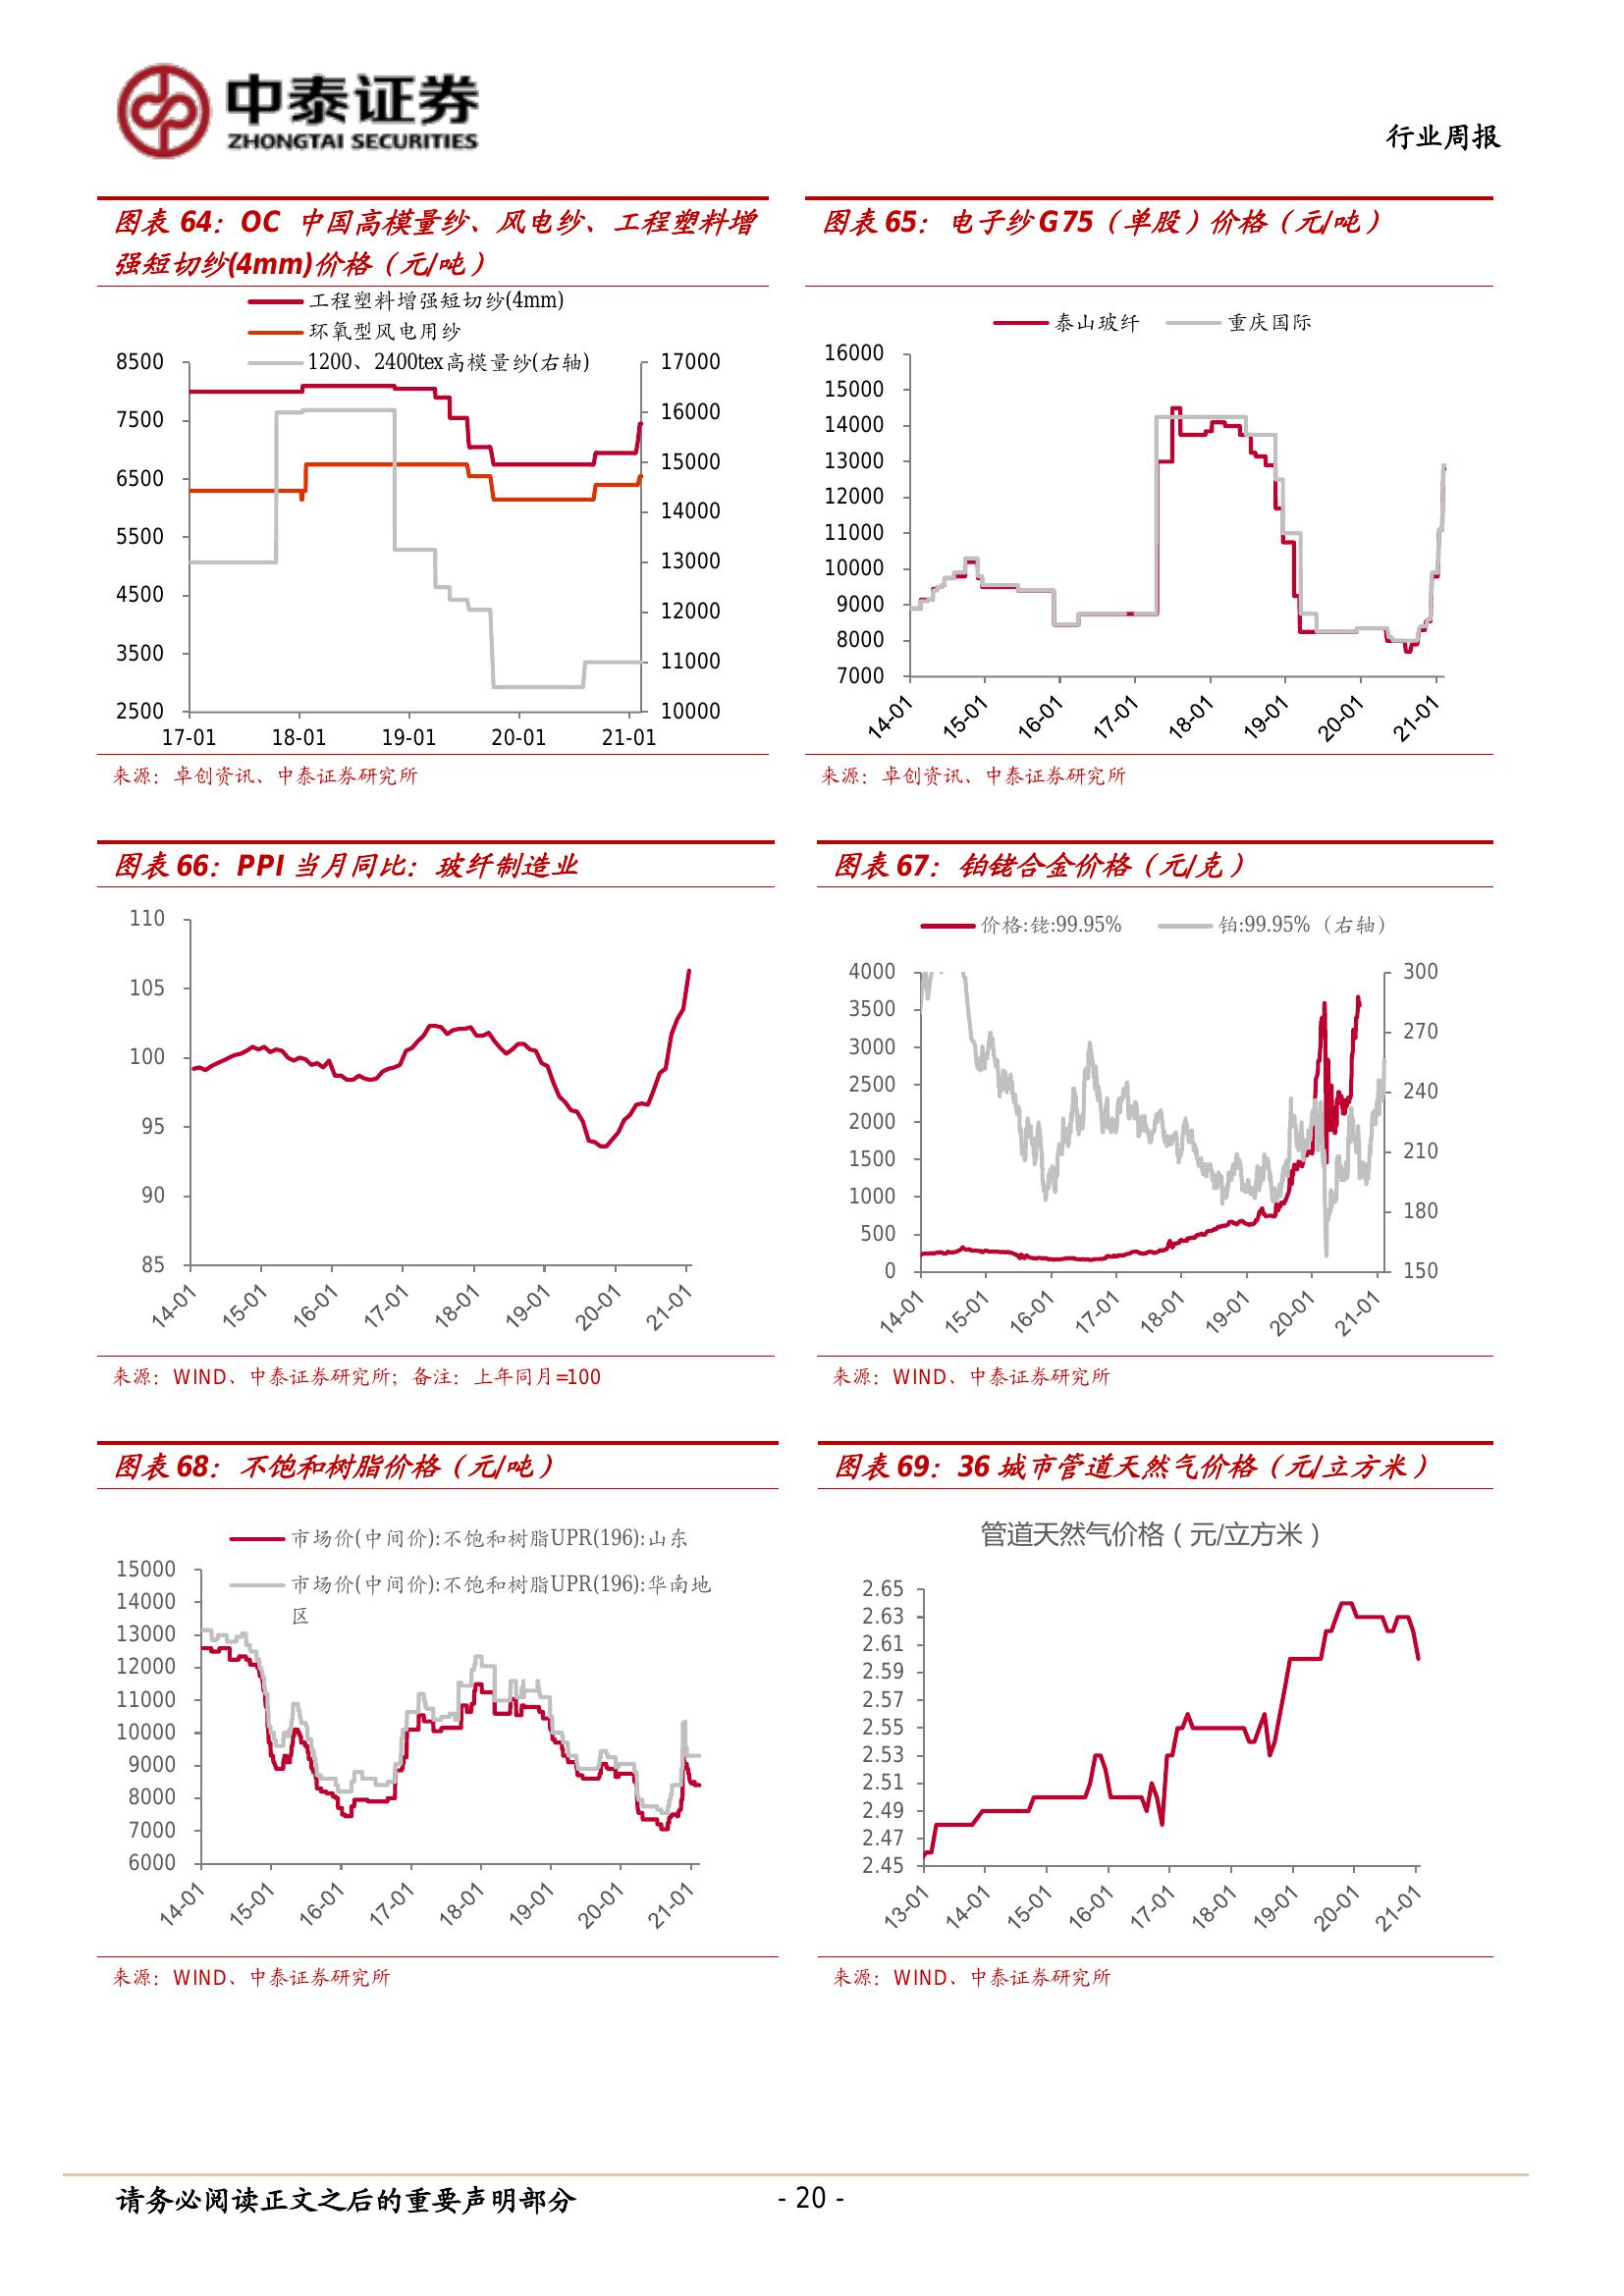 中泰证券
ZHONGTAI SECURITIES
行业周报
图表 64：OC 中国高模量纱、风电纱、工程塑料增
强短切纱(4mm)价格（元/吨）
工程塑料增强短切纱(4mm)
环氧型风电用纱
1200、2400tex高模量纱(右轴)
8500
7500
6500
5500
4500
3500
2500
17000
16000
15000
14000
13000
12000
11000
10000
17-01 18-01 19-01 20-01 21-01
来源：卓创资讯、中泰证券研究所
图表 65：电子纱 G75（单股）价格（元/吨）
泰山玻纤 重庆国际
16000
15000
14000
13000
12000
11000
10000
9000
8000
7000
14-01 15-01 16-01 17-01 18-01 19-01 20-01 21-01
来源：卓创资讯、中泰证券研究所
图表 66：PPI 当月同比：玻纤制造业
110
105
100
95
90
85
14-01 15-01 16-01 17-01 18-01 19-01 20-01 21-01
来源：WIND、中泰证券研究所；备注：上年同月=100
图表 67：铂铑合金价格（元/克）
价格:铑:99.95% 铂:99.95%（右轴）
4000
3500
3000
2500
2000
1500
1000
500
0
300
270
240
210
180
150
14-01 15-01 16-01 17-01 18-01 19-01 20-01 21-01
来源：WIND、中泰证券研究所
图表 68：不饱和树脂价格（元/吨）
市场价(中间价):不饱和树脂UPR(196):山东
市场价(中间价):不饱和树脂UPR(196):华南地
区
15000
14000
13000
12000
11000
10000
9000
8000
7000
6000
14-01 15-01 16-01 17-01 18-01 19-01 20-01 21-01
来源：WIND、中泰证券研究所
图表 69：36 城市管道天然气价格（元/立方米）
管道天然气价格（元/立方米）
2.65
2.63
2.61
2.59
2.57
2.55
2.53
2.51
2.49
2.47
2.45
13-01 14-01 15-01 16-01 17-01 18-01 19-01 20-01 21-01
来源：WIND、中泰证券研究所
请务必阅读正文之后的重要声明部分
- 20 -